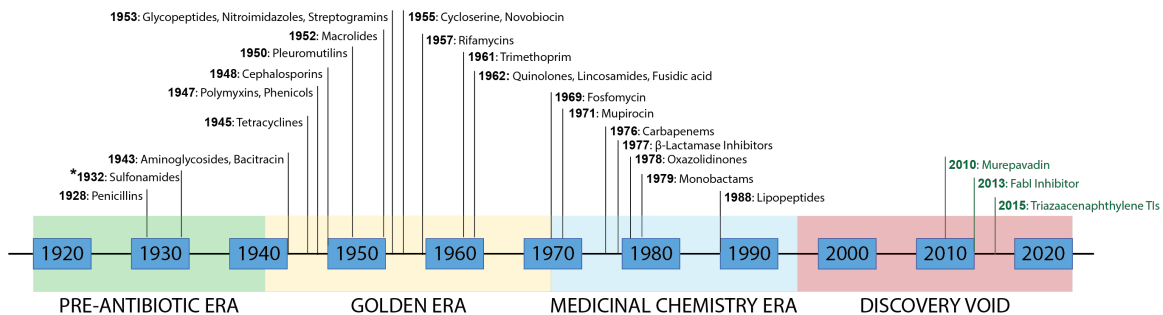 1953: Glycopeptides, Nitroimidazoles, Streptogramins
1955: Cycloserine, Novobiocin
1952: Macrolides
1957: Rifamycins
1950: Pleuromutilins
1961: Trimethoprim
1948: Cephalosporins
1962: Quinolones, Lincosamides, Fusidic acid
1947: Polymyxins, Phenicols
1969: Fosfomycin
1945: Tetracyclines
1971: Mupirocin
1976: Carbapenems
1977: β-Lactamase Inhibitors
1943: Aminoglycosides, Bacitracin
1978: Oxazolidinones
2010: Murepavadin
*1932: Sulfonamides
1979: Monobactams
2013: FabI Inhibitor
1928: Penicillins
1988: Lipopeptides
2015: Triazaacenaphthylene TIs
1920 1930 1940 1950 1960 1970 1980 1990 2000 2010 2020
PRE-ANTIBIOTIC ERA GOLDEN ERA MEDICINAL CHEMISTRY ERA DISCOVERY VOID